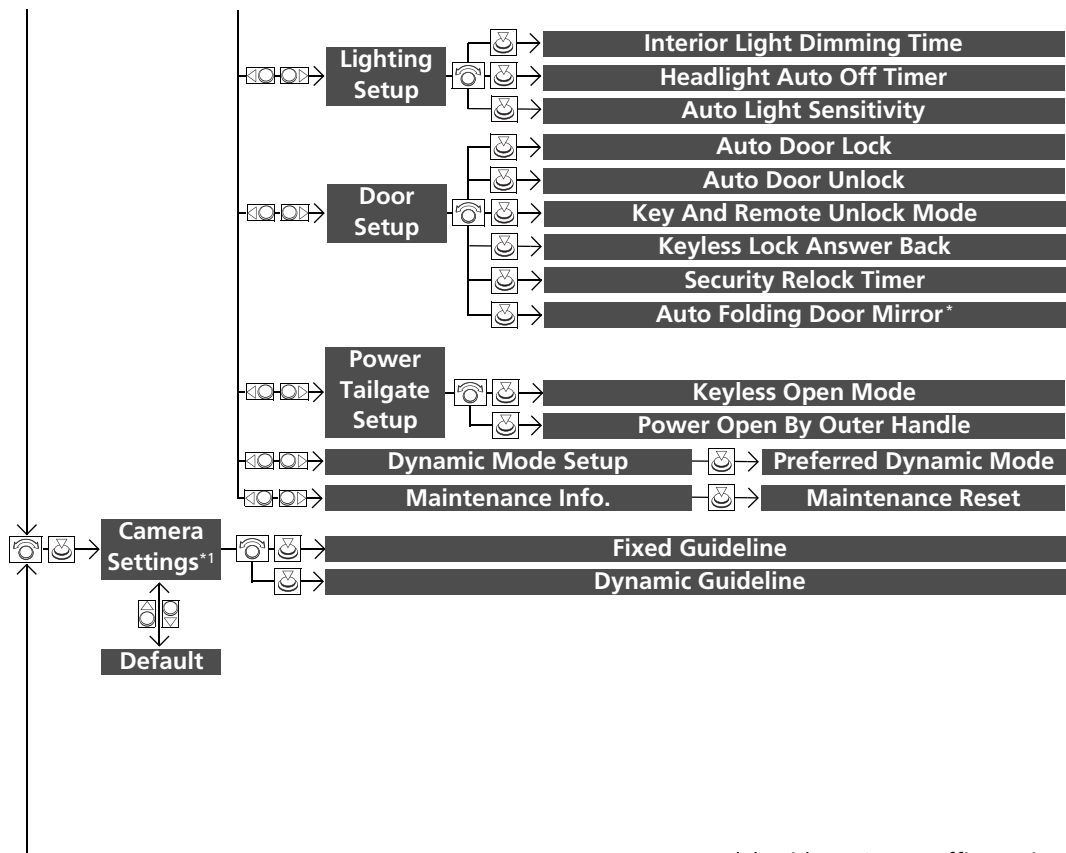 Lighting
Setup
Interior Light Dimming Time
Headlight Auto Off Timer
Auto Light Sensitivity
Door
Setup
Auto Door Lock
Auto Door Unlock
Key And Remote Unlock Mode
Keyless Lock Answer Back
Security Relock Timer
Auto Folding Door Mirror*
Power
Tailgate
Setup
Keyless Open Mode
Power Open By Outer Handle
Dynamic Mode Setup
Preferred Dynamic Mode
Maintenance Info.
Maintenance Reset
Camera
Settings*1
Fixed Guideline
Dynamic Guideline
Default